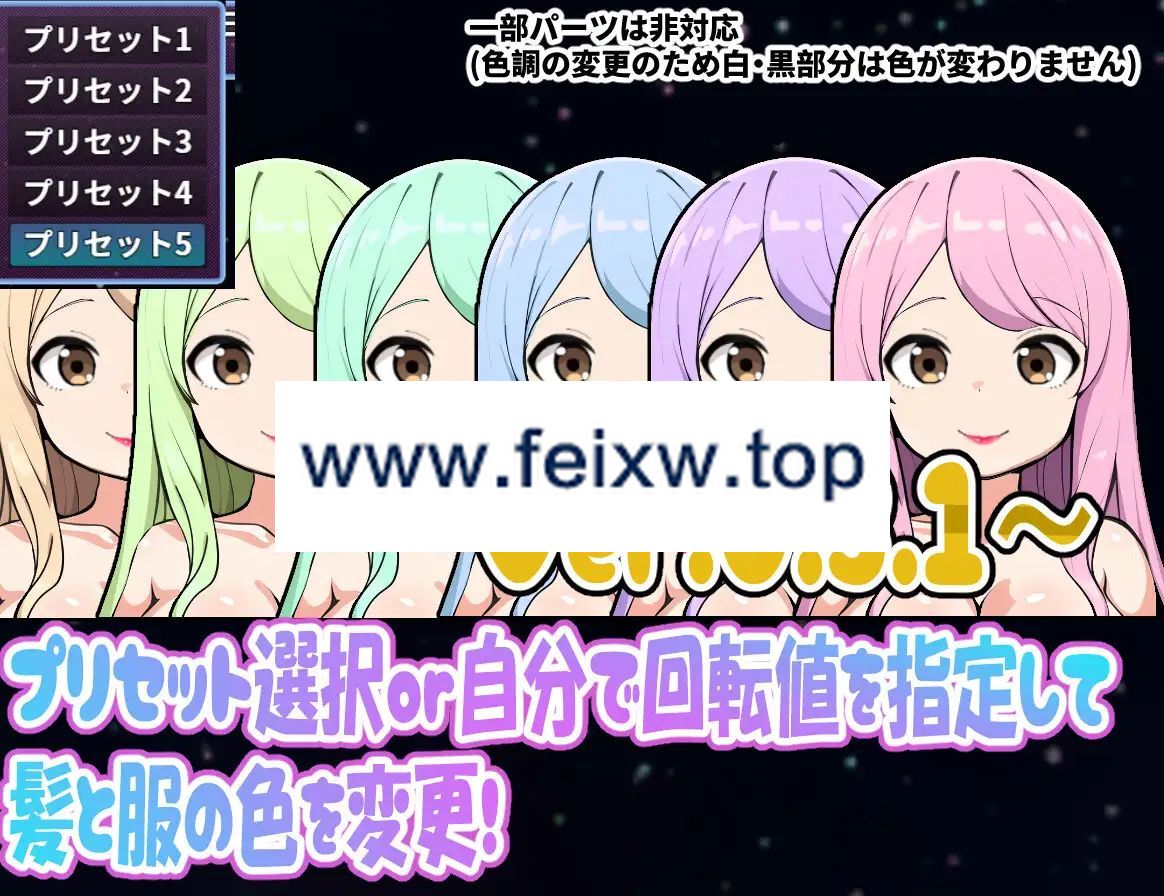 プリセット1
プリセット2
プリセット3
プリセット4
プリセット5
一部パーツは非対応
(色調の変更のため白・黒部分は色が変わりません)
www.feixw.top
プリセット選択or自分で回転値を指定して
髪と服の色を変更!